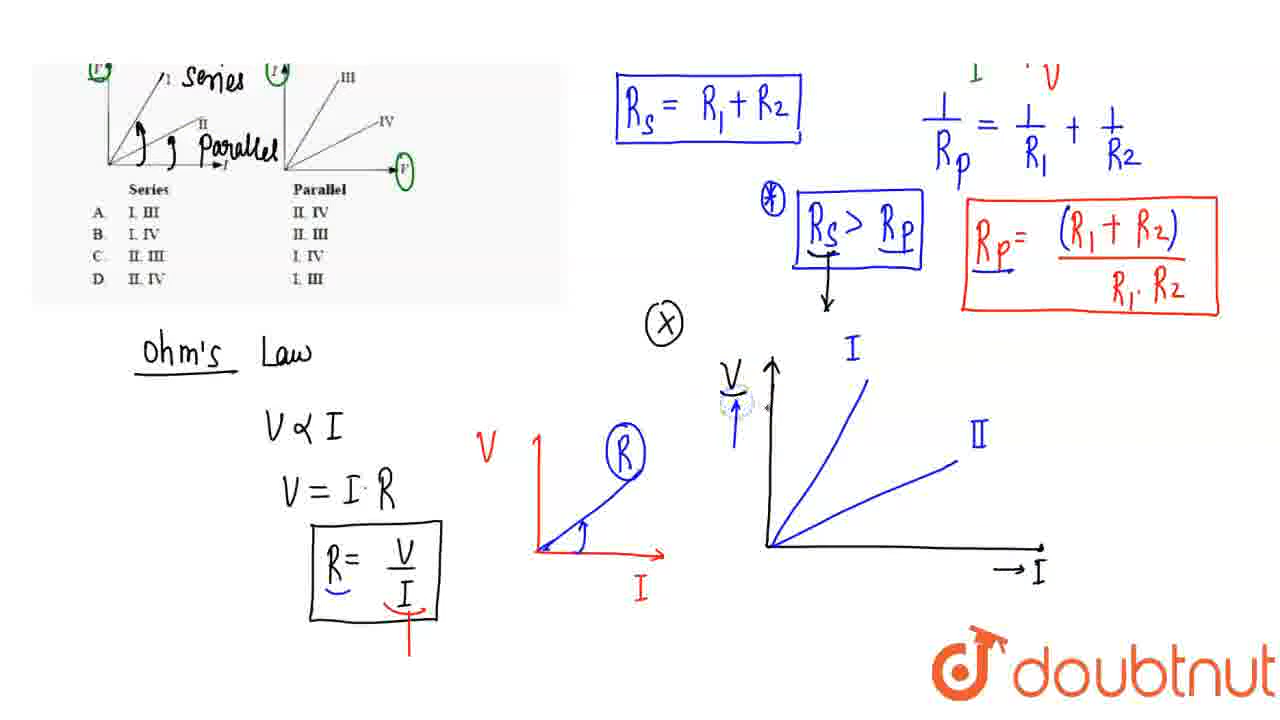 V I Series I III
II IV
Parallel I V
Series Parallel
A. I. III II. IV
B. I. IV II. III
C. II. III I. IV
D. II. IV I. III
Rs = R1 + R2
I V
1/Rp = 1/R1 + 1/R2
* Rs > Rp
Rp = (R1 + R2) / R1 . R2
Ohm's Law
V ∝ I
V = I . R
R = V/I
V R
I
X
V I
II
I
doubtnut